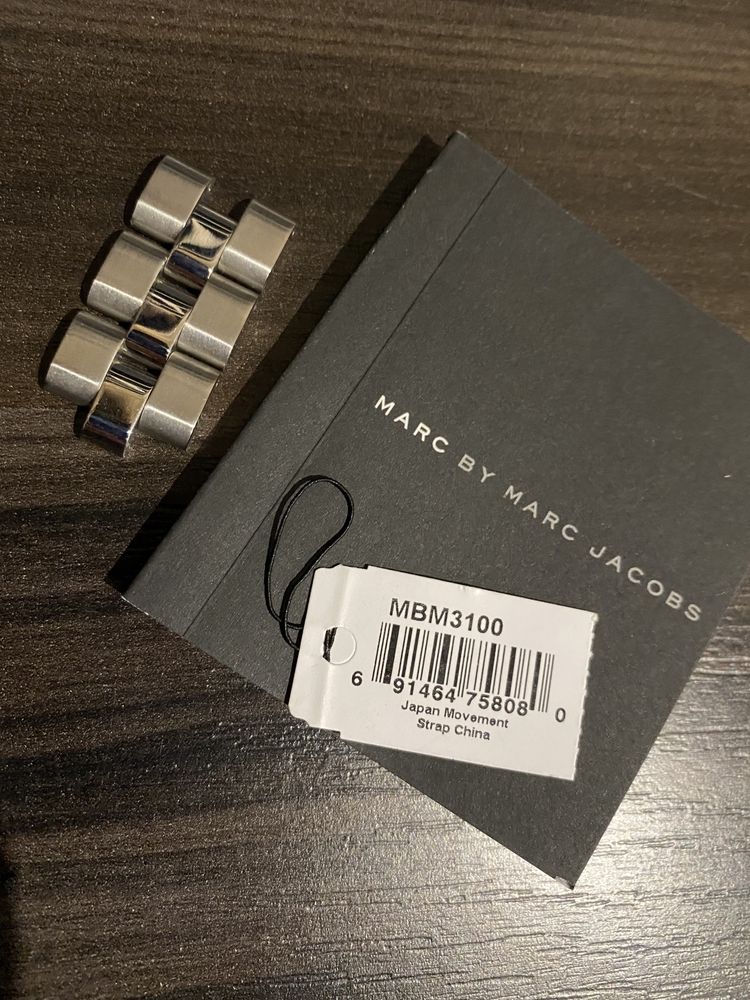 MARC BY MARC JACOBS
MBM3100
6 91464 75808 0
Japan Movement
Strap China